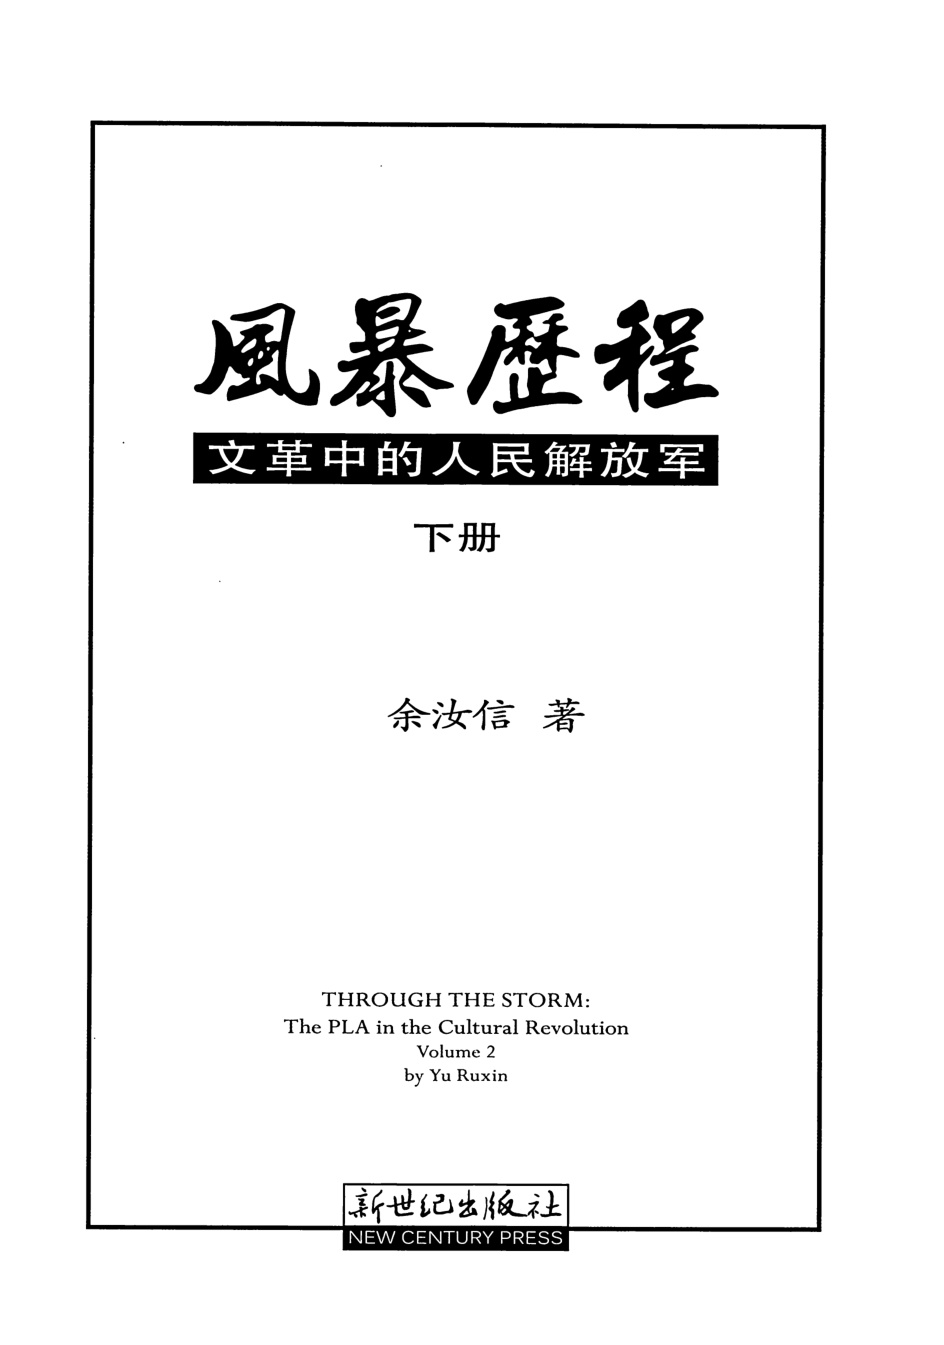 風暴歷程
文革中的人民解放军
下册
余汝信 著
THROUGH THE STORM:
The PLA in the Cultural Revolution
Volume 2
by Yu Ruxin
新世纪出版社
NEW CENTURY PRESS